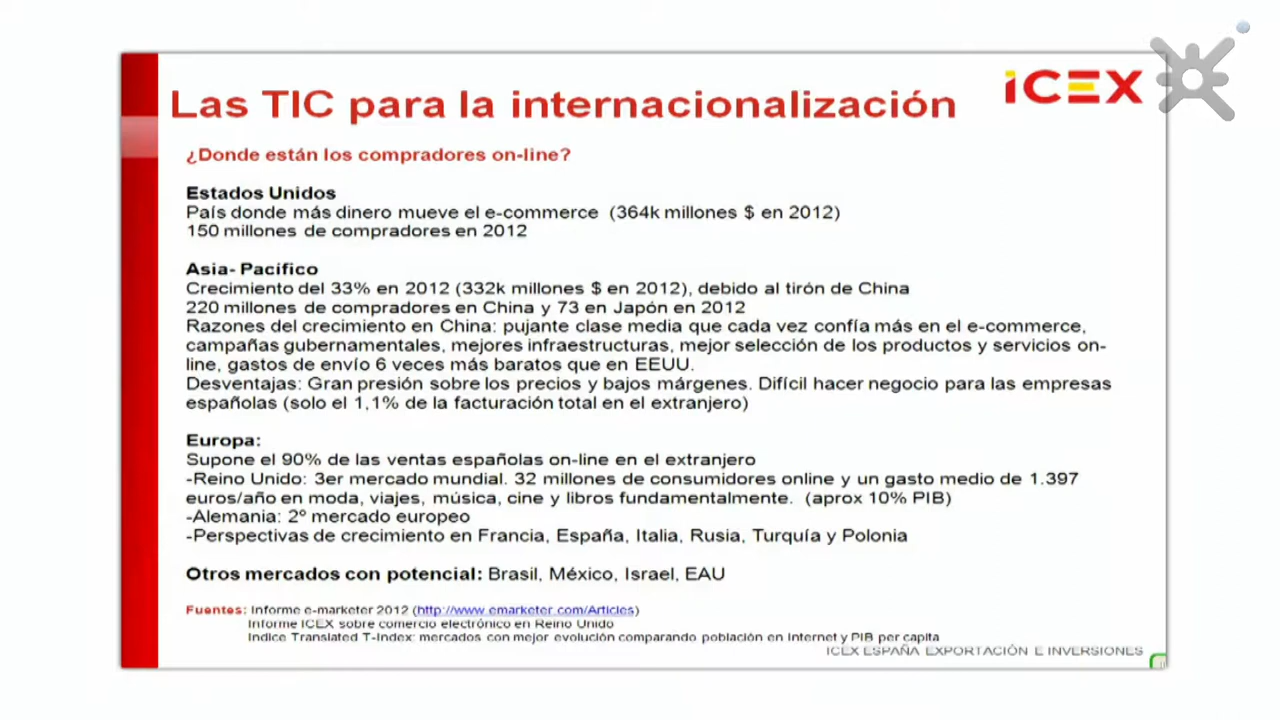 Las TIC para la internacionalización
iCEX
¿Donde están los compradores on-line?
Estados Unidos
País donde más dinero mueve el e-commerce (364k millones $ en 2012)
150 millones de compradores en 2012
Asia- Pacífico
Crecimiento del 33% en 2012 (332k millones $ en 2012), debido al tirón de China
220 millones de compradores en China y 73 en Japón en 2012
Razones del crecimiento en China: pujante clase media que cada vez confía más en el e-commerce,
campañas gubernamentales, mejores infraestructuras, mejor selección de los productos y servicios on-
line, gastos de envío 6 veces más baratos que en EEUU.
Desventajas: Gran presión sobre los precios y bajos márgenes. Difícil hacer negocio para las empresas
españolas (solo el 1,1% de la facturación total en el extranjero)
Europa:
Supone el 90% de las ventas españolas on-line en el extranjero
-Reino Unido: 3er mercado mundial. 32 millones de consumidores online y un gasto medio de 1.397
euros/año en moda, viajes, música, cine y libros fundamentalmente. (aprox 10% PIB)
-Alemania: 2º mercado europeo
-Perspectivas de crecimiento en Francia, España, Italia, Rusia, Turquía y Polonia
Otros mercados con potencial: Brasil, México, Israel, EAU
Fuentes: Informe e-marketer 2012 (http://www.emarketer.com/Articles)
Informe ICEX sobre comercio electrónico en Reino Unido
Indice Translated T-Index: mercados con mejor evolución comparando población en Internet y PIB per capita
ICEX ESPAÑA EXPORTACIÓN E INVERSIONES